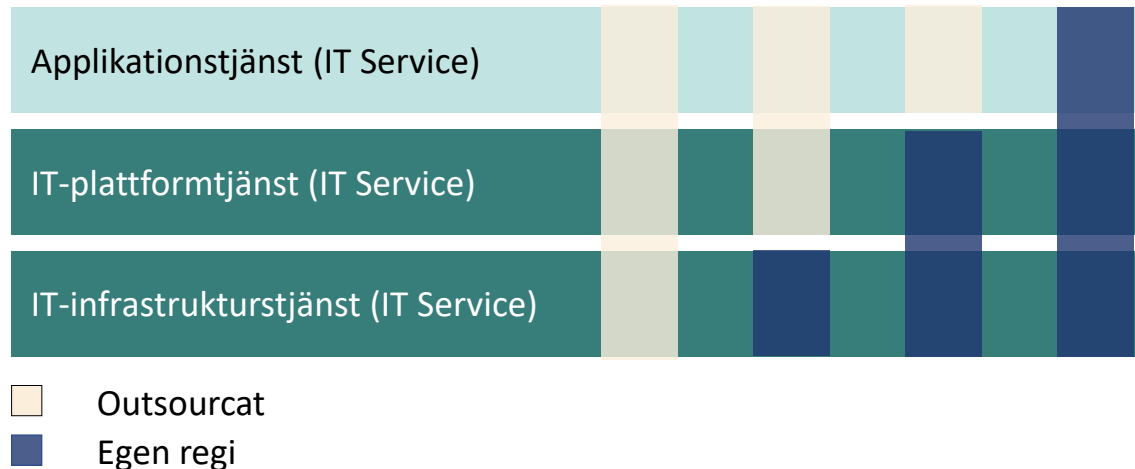 Applikationstjänst (IT Service)
IT-plattformtjänst (IT Service)
IT-infrastrukturstjänst (IT Service)
Outsourcat
Egen regi